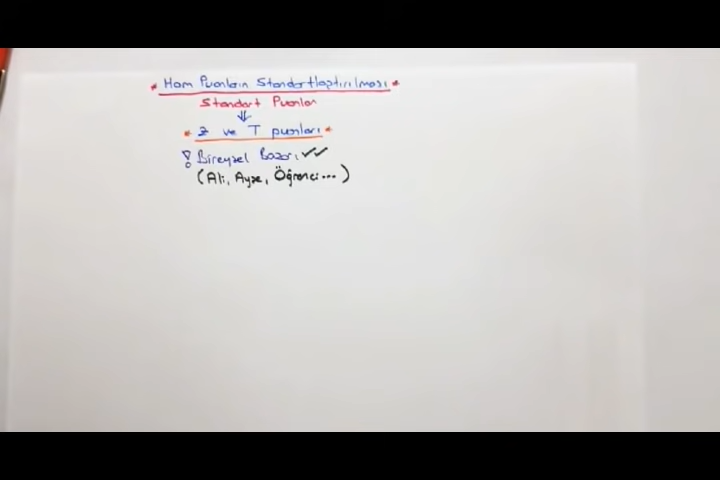 * Ham Puanların Standartlaştırılması *
Standart Puanlar
⇓
* Z ve T puanları *
! Bireysel Başarı ✓✓
(Ali, Ayşe, Öğrenci...)